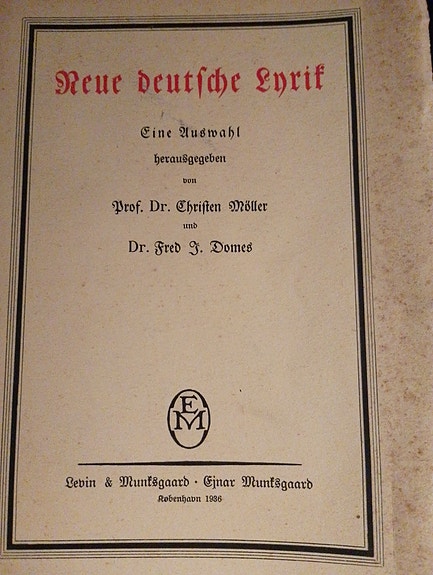 Neue deutsche Lyrik
Eine Auswahl
herausgegeben
von
Prof. Dr. Christen Möller
und
Dr. Fred J. Domes
EM
Levin & Munksgaard · Ejnar Munksgaard
København 1936